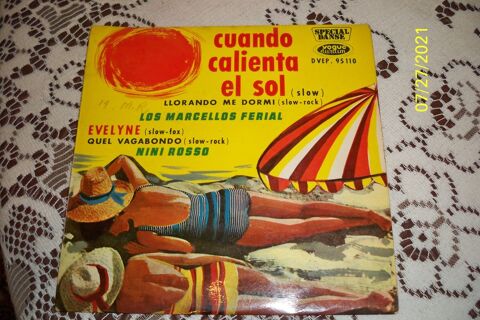 cuando
calienta
el sol (slow)
SPECIAL
DANSE
vogue
DVEP. 95110
LLORANDO ME DORMI (slow-rock)
LOS MARCELLOS FERIAL
EVELYNE (slow-fox)
QUEL VAGABONDO (slow-rock)
NINI ROSSO
07/27/2021